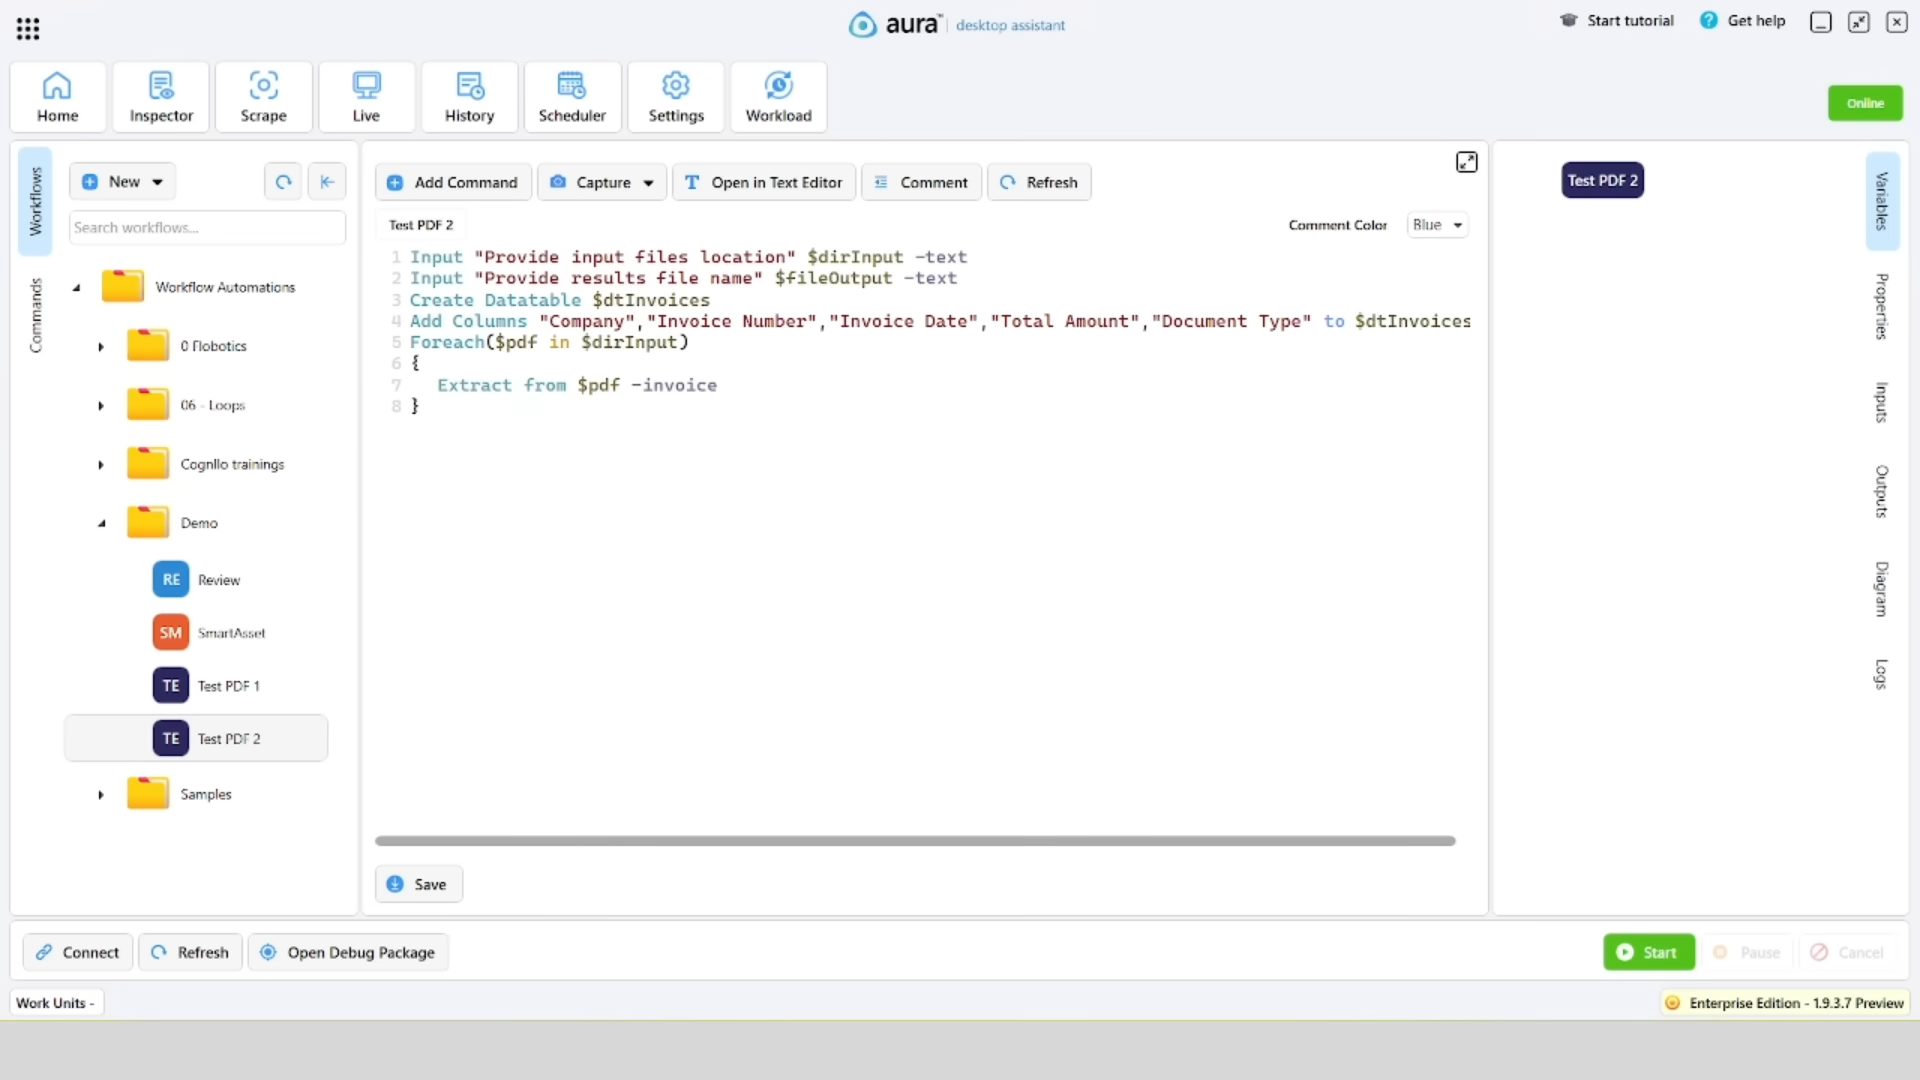 aura™ desktop assistant
Start tutorial
Get help
Home
Inspector
Scrape
Live
History
Scheduler
Settings
Workload
Online
Workflows
Commands
New
Search workflows...
Workflow Automations
0 Flobotics
06 - Loops
Cognllo trainings
Demo
RE Review
SM SmartAsset
TE Test PDF 1
TE Test PDF 2
Samples
Add Command
Capture
T Open in Text Editor
Comment
Refresh
Test PDF 2
Comment Color
Blue
1 Input "Provide input files location" $dirInput -text
2 Input "Provide results file name" $fileOutput -text
3 Create Datatable $dtInvoices
4 Add Columns "Company","Invoice Number","Invoice Date","Total Amount","Document Type" to $dtInvoices
5 Foreach($pdf in $dirInput)
6 {
7 Extract from $pdf -invoice
8 }
Save
Test PDF 2
Variables
Properties
Inputs
Outputs
Diagram
Logs
Connect
Refresh
Open Debug Package
Start
Pause
Cancel
Work Units -
Enterprise Edition - 1.9.3.7 Preview